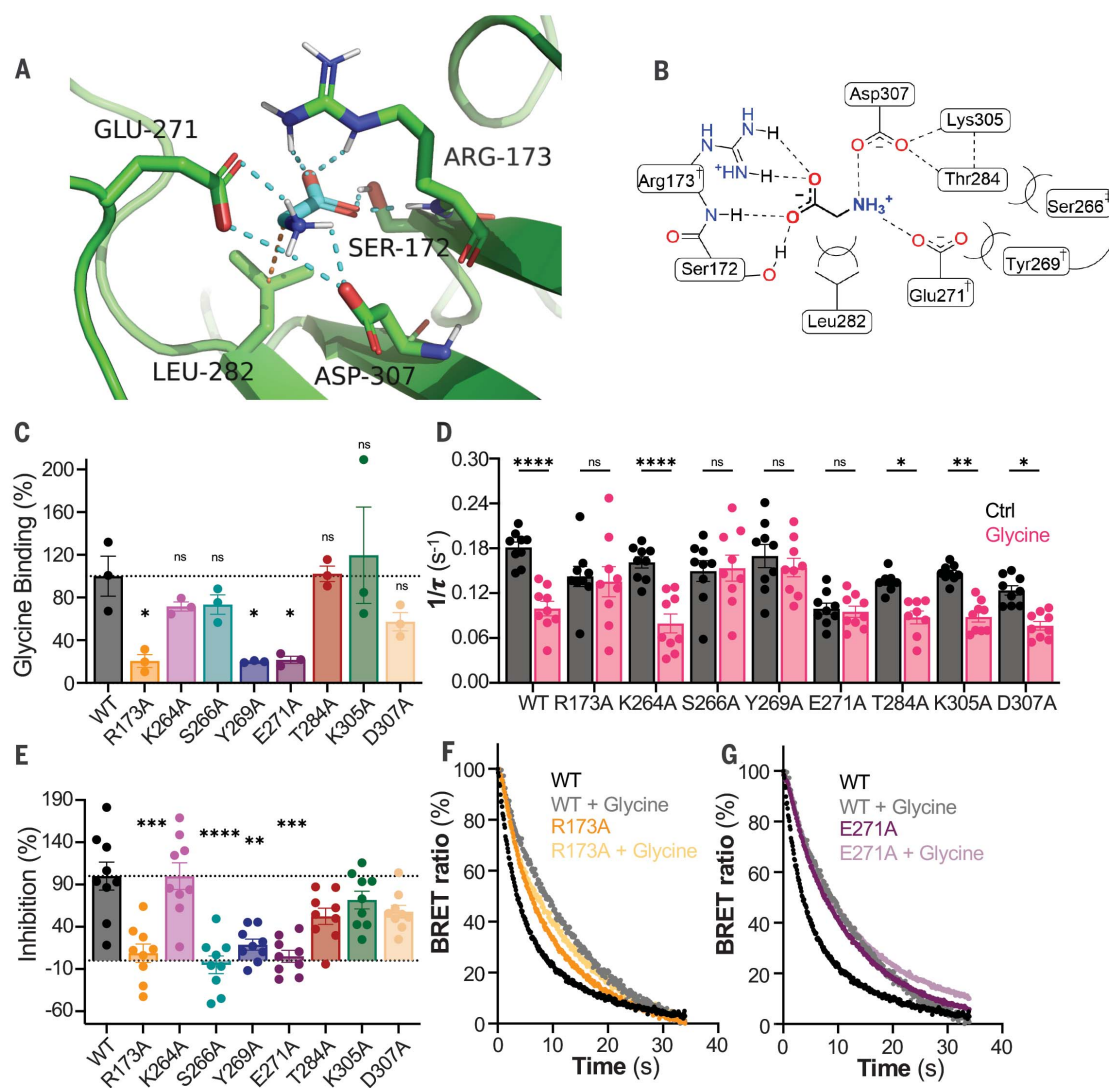 A
GLU-271
ARG-173
SER-172
LEU-282
ASP-307
B
Asp307
Lys305
Thr284
Ser266‡
Tyr269†
Glu271†
Leu282
Ser172
Arg173†
H
N
N-H
+N-H
N-H
O
O
H
O
O
O
NH3+
O
O
O
O
C
Glycine Binding (%)
200
160
120
80
40
0
ns
* ns ns * * ns ns
WT R173A K264A S266A Y269A E271A T284A K305A D307A
D
1/τ (s-1)
0.30
0.24
0.18
0.12
0.06
0.00
**** ns **** ns ns ns * ** *
Ctrl
Glycine
WT R173A K264A S266A Y269A E271A T284A K305A D307A
E
Inhibition (%)
190
140
90
40
-10
-60
*** **** ** ***
WT R173A K264A S266A Y269A E271A T284A K305A D307A
F
BRET ratio (%)
100
80
60
40
20
0
WT
WT + Glycine
R173A
R173A + Glycine
0 20 40
Time (s)
G
BRET ratio (%)
100
80
60
40
20
0
WT
WT + Glycine
E271A
E271A + Glycine
0 20 40
Time (s)